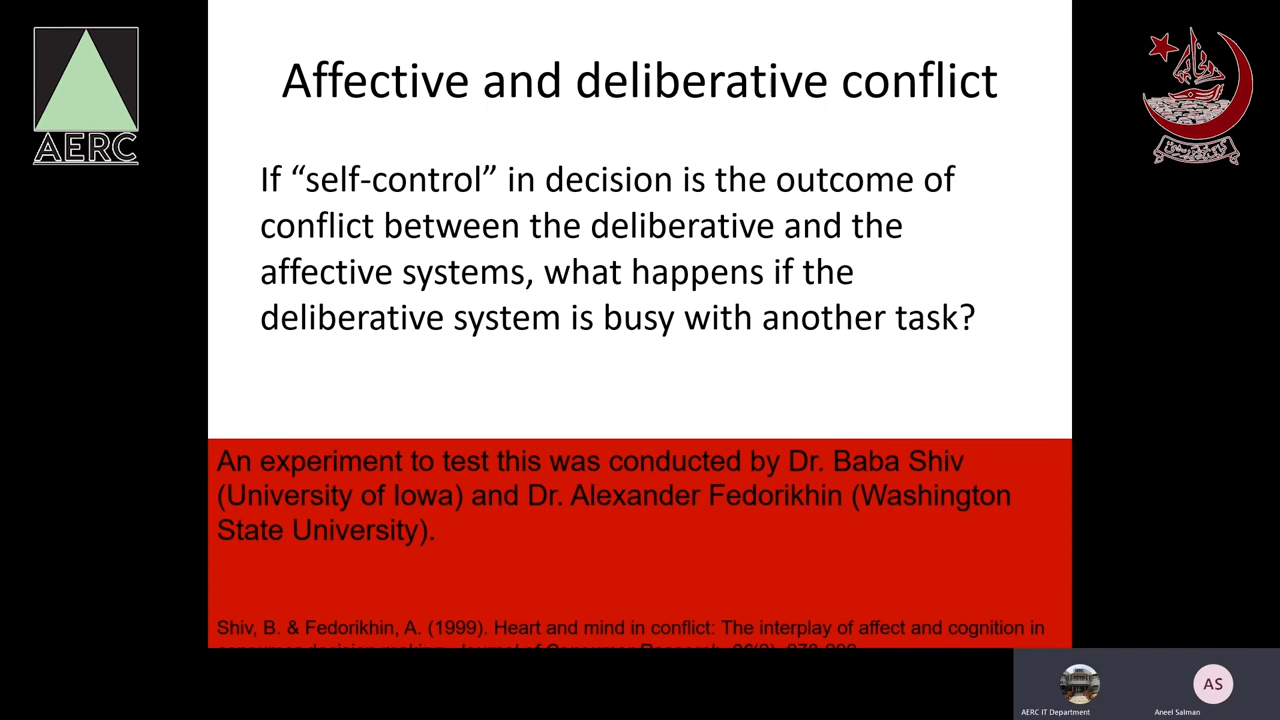 Affective and deliberative conflict
AERC
If “self-control” in decision is the outcome of
conflict between the deliberative and the
affective systems, what happens if the
deliberative system is busy with another task?
An experiment to test this was conducted by Dr. Baba Shiv
(University of Iowa) and Dr. Alexander Fedorikhin (Washington
State University).
Shiv, B. & Fedorikhin, A. (1999). Heart and mind in conflict: The interplay of affect and cognition in
AS
AERC IT Department
Aneel Salman